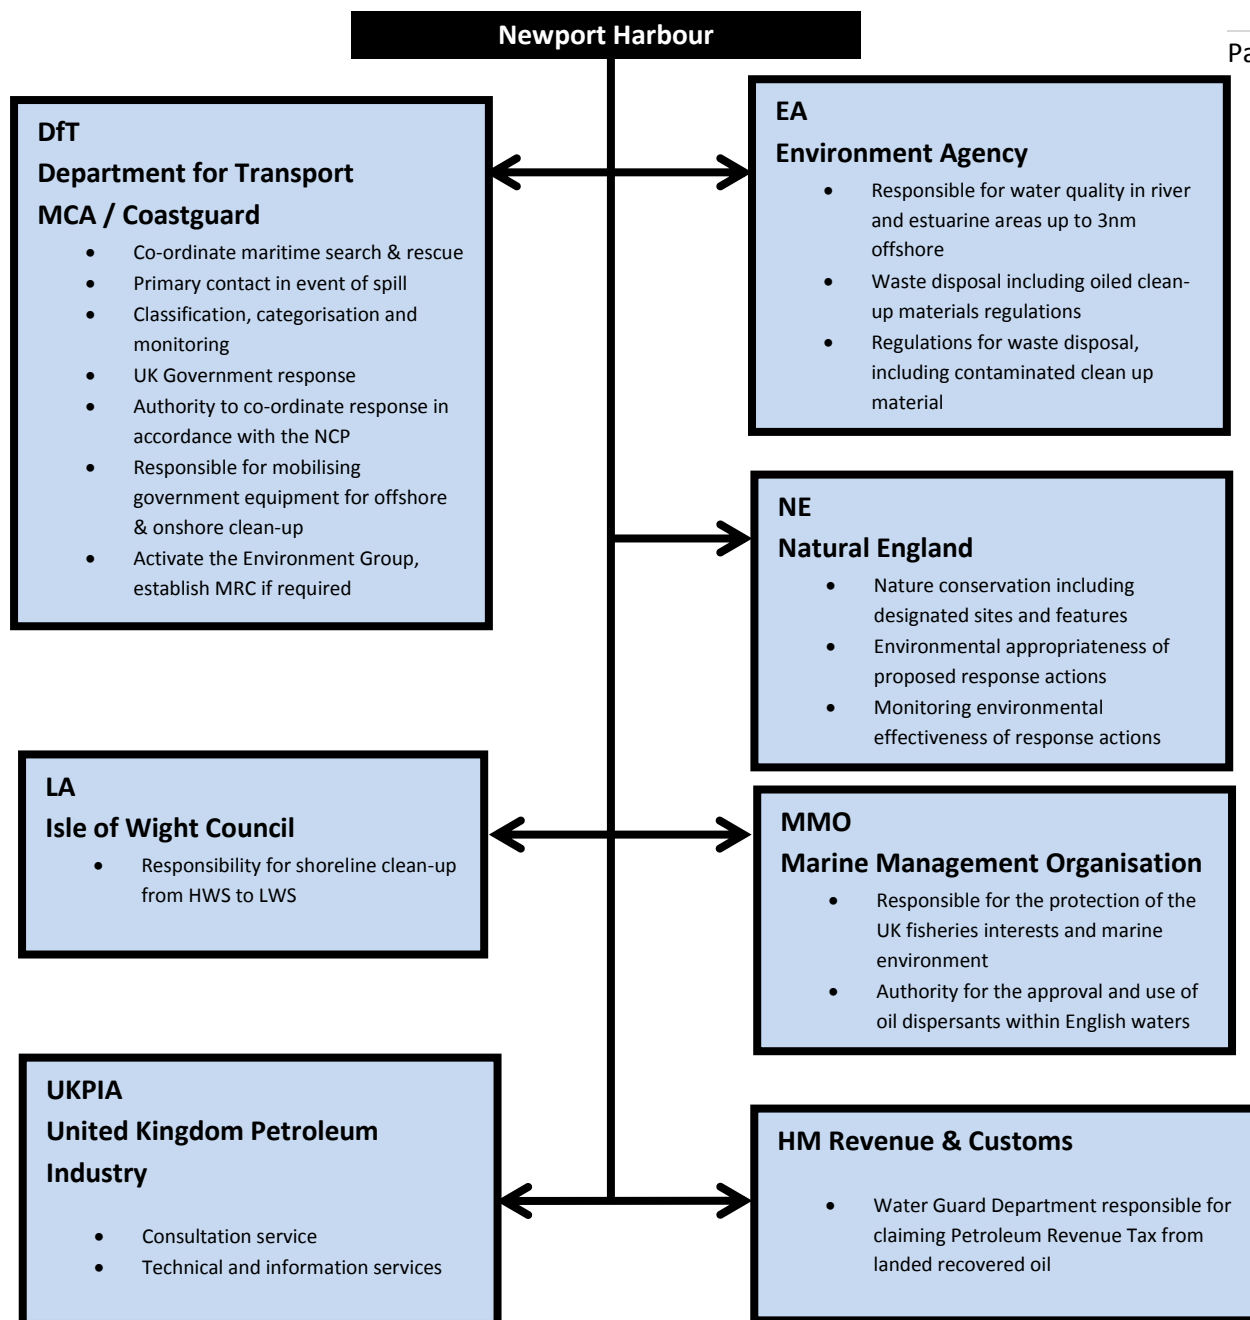 Newport Harbour
Pa
DfT
Department for Transport
MCA / Coastguard
• Co-ordinate maritime search & rescue
• Primary contact in event of spill
• Classification, categorisation and
monitoring
• UK Government response
• Authority to co-ordinate response in
accordance with the NCP
• Responsible for mobilising
government equipment for offshore
& onshore clean-up
• Activate the Environment Group,
establish MRC if required
EA
Environment Agency
• Responsible for water quality in river
and estuarine areas up to 3nm
offshore
• Waste disposal including oiled clean-
up materials regulations
• Regulations for waste disposal,
including contaminated clean up
material
NE
Natural England
• Nature conservation including
designated sites and features
• Environmental appropriateness of
proposed response actions
• Monitoring environmental
effectiveness of response actions
LA
Isle of Wight Council
• Responsibility for shoreline clean-up
from HWS to LWS
MMO
Marine Management Organisation
• Responsible for the protection of the
UK fisheries interests and marine
environment
• Authority for the approval and use of
oil dispersants within English waters
UKPIA
United Kingdom Petroleum
Industry
• Consultation service
• Technical and information services
HM Revenue & Customs
• Water Guard Department responsible for
claiming Petroleum Revenue Tax from
landed recovered oil